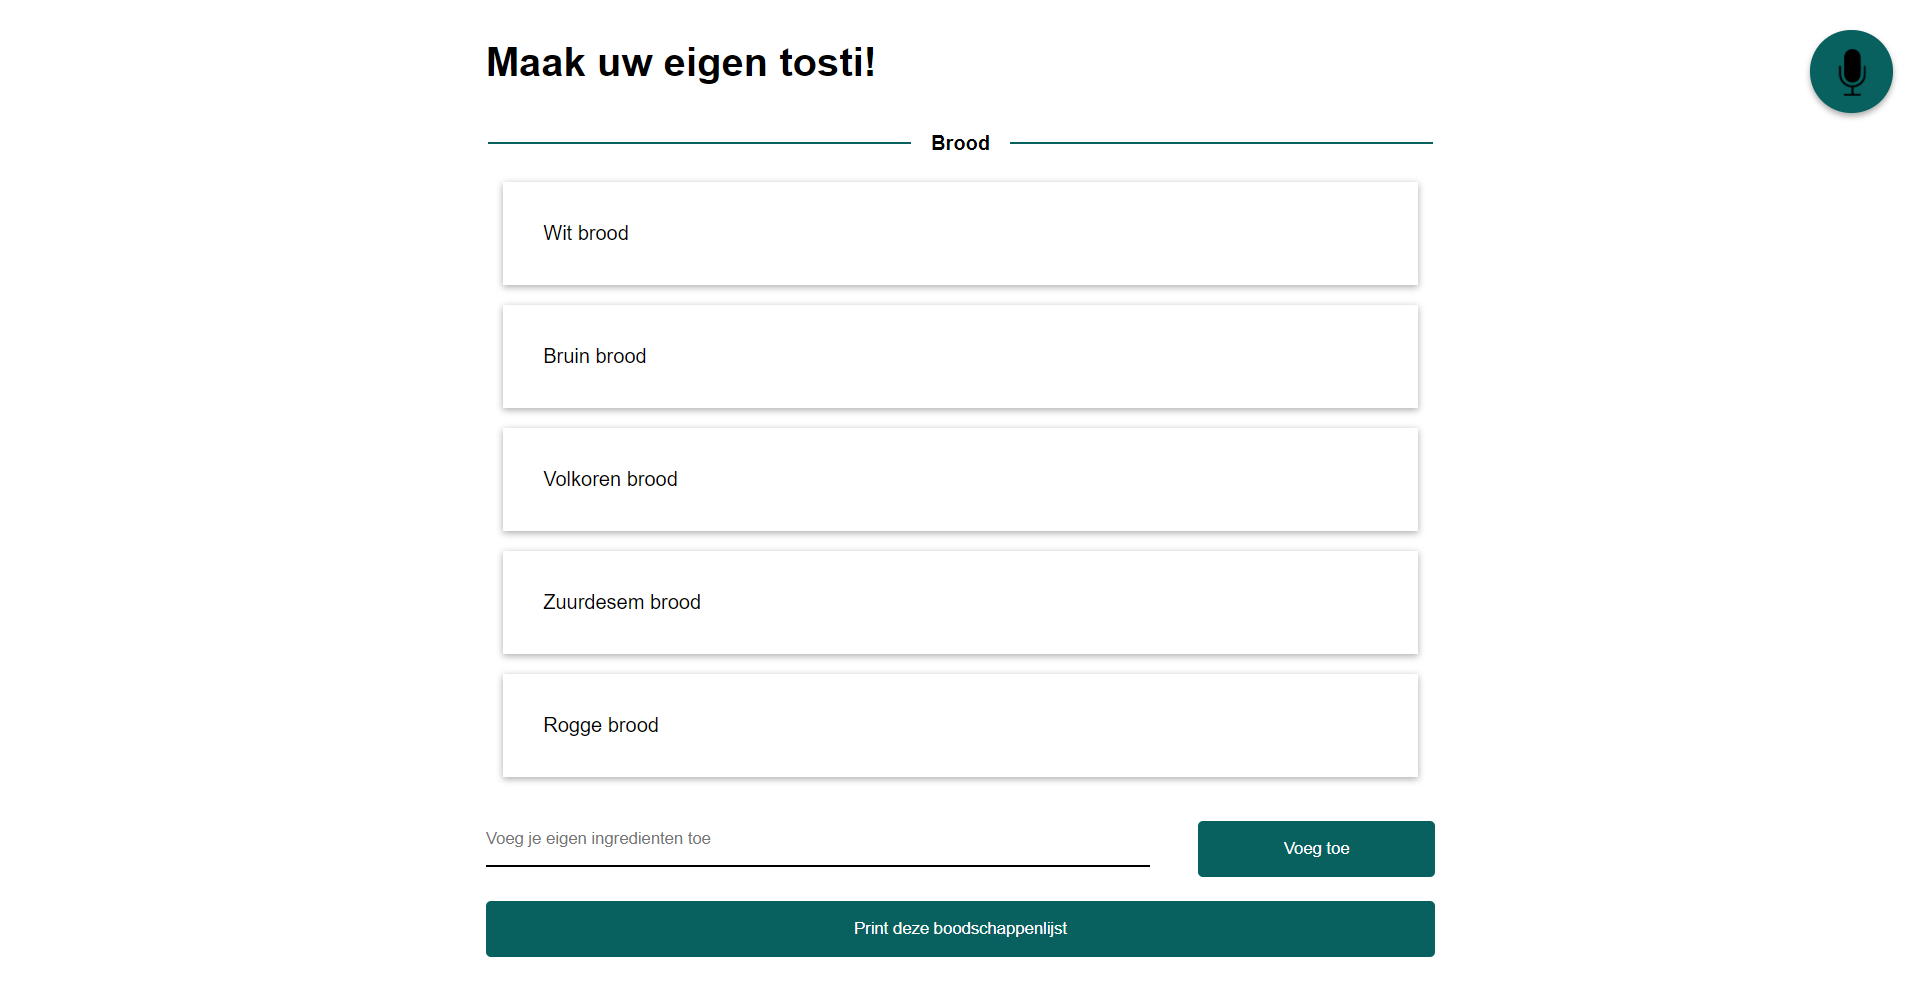 Maak uw eigen tosti!
Brood
Wit brood
Bruin brood
Volkoren brood
Zuurdesem brood
Rogge brood
Voeg je eigen ingredienten toe
Voeg toe
Print deze boodschappenlijst